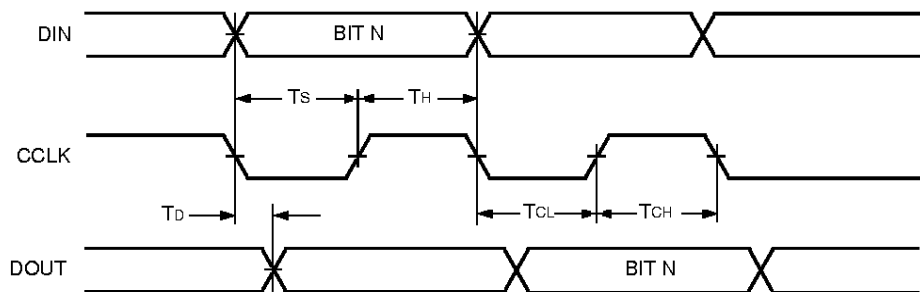 DIN
BIT N
TS
TH
CCLK
TD
TCL
TCH
DOUT
BIT N